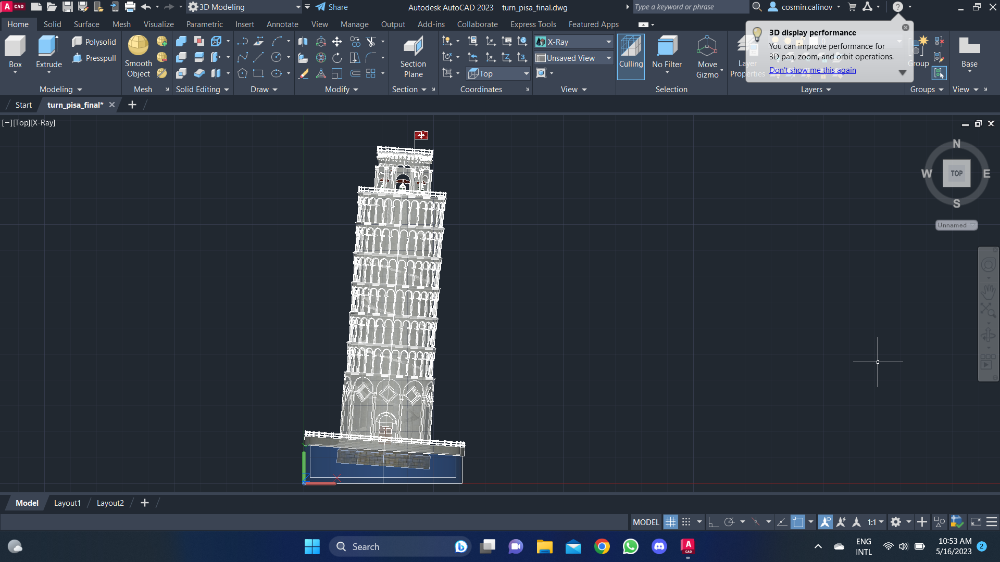 A CAD
3D Modeling
Share
Autodesk AutoCAD 2023 turn_pisa_final.dwg
Type a keyword or phrase
cosmin.calinov
Home Solid Surface Mesh Visualize Parametric Insert Annotate View Manage Output Add-ins Collaborate Express Tools Featured Apps
Box
Extrude
Polysolid
Presspull
Smooth
Object
Section
Plane
Top
X-Ray
Unsaved View
Culling
No Filter
Move
Gizmo
Layer
Properties
0
3D display performance
You can improve performance for
3D pan, zoom, and orbit operations.
Don't show me this again
Group
Base
Modeling Mesh Solid Editing Draw Modify Section Coordinates View Selection Layers Groups View
Start turn_pisa_final*
[−][Top][X-Ray]
N
W TOP E
S
Unnamed
Model Layout1 Layout2
MODEL 1:1
Search
A CAD
ENG
INTL
10:53 AM
5/16/2023
2